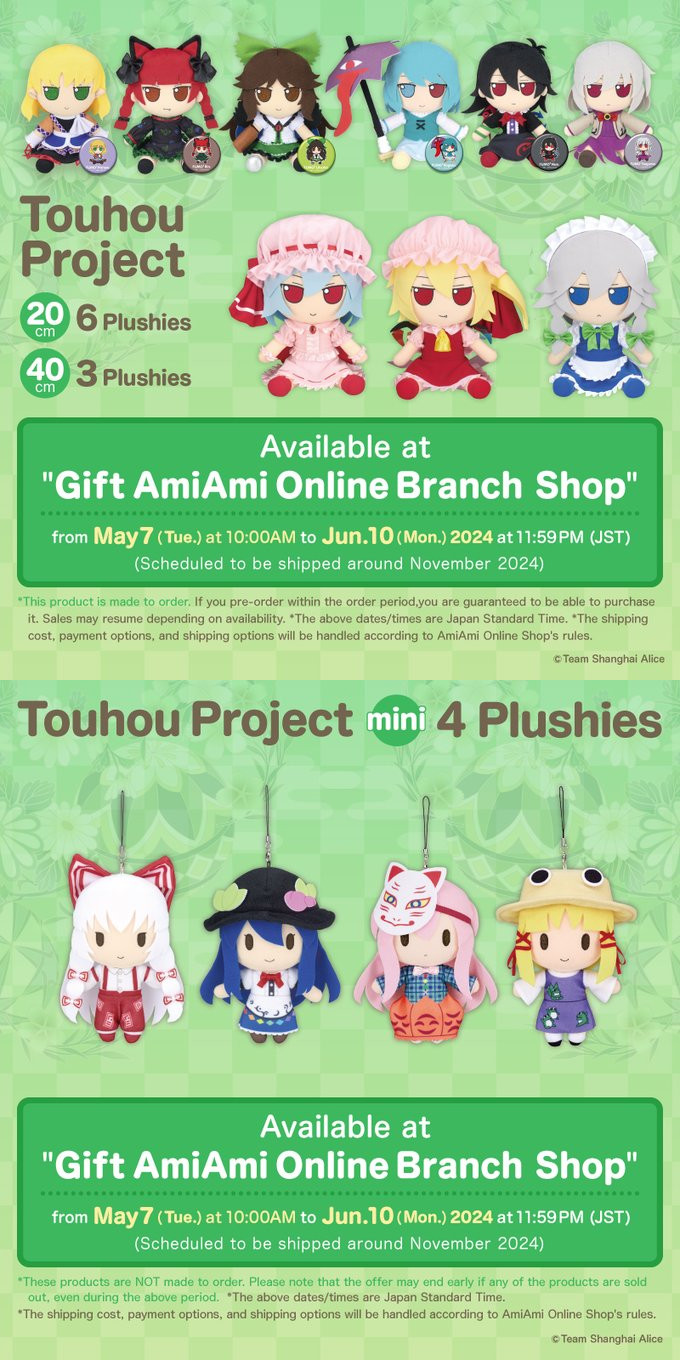 Touhou
Project
20
cm
6 Plushies
40
cm
3 Plushies
Available at
"Gift AmiAmi Online Branch Shop"
from May7 (Tue.) at 10:00AM to Jun.10 (Mon.) 2024 at 11:59PM (JST)
(Scheduled to be shipped around November 2024)
*This product is made to order. If you pre-order within the order period,you are guaranteed to be able to purchase
it. Sales may resume depending on availability. *The above dates/times are Japan Standard Time. *The shipping
cost, payment options, and shipping options will be handled according to AmiAmi Online Shop's rules.
©Team Shanghai Alice
Touhou Project mini 4 Plushies
Available at
"Gift AmiAmi Online Branch Shop"
from May7 (Tue.) at 10:00AM to Jun.10 (Mon.) 2024 at 11:59PM (JST)
(Scheduled to be shipped around November 2024)
*These products are NOT made to order. Please note that the offer may end early if any of the products are sold
out, even during the above period. *The above dates/times are Japan Standard Time.
*The shipping cost, payment options, and shipping options will be handled according to AmiAmi Online Shop's rules.
©Team Shanghai Alice